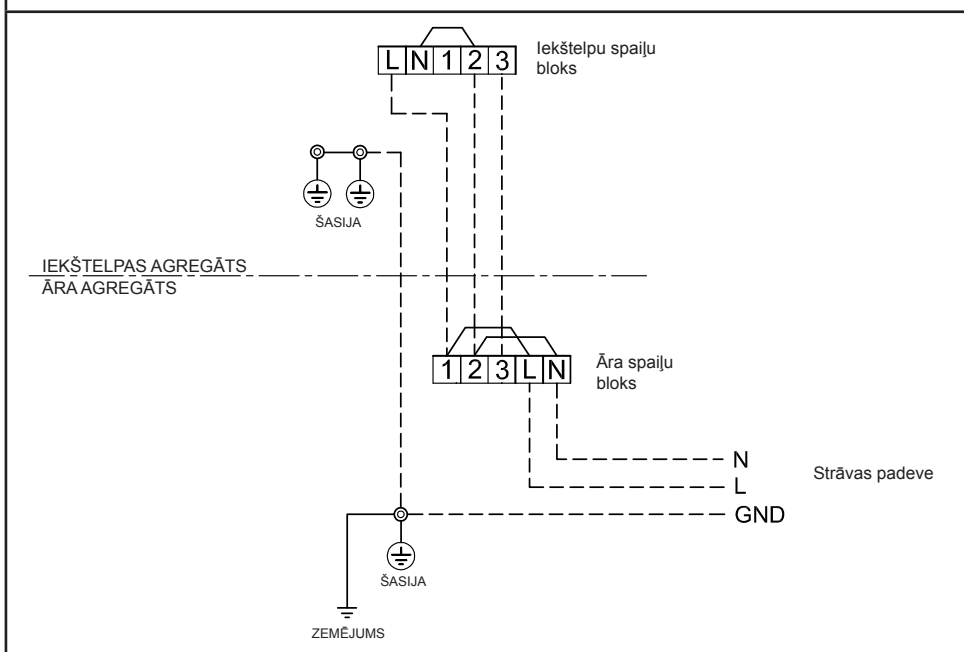 Iekštelpu spaiļu
bloks
L N 1 2 3
ŠASIJA
IEKŠTELPAS AGREGĀTS
ĀRA AGREGĀTS
1 2 3 L N
Āra spaiļu
bloks
N
L
GND
Strāvas padeve
ŠASIJA
ZEMĒJUMS